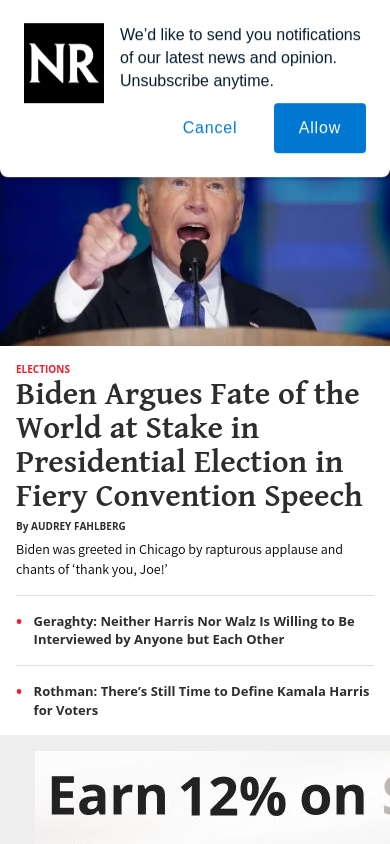 NR
We'd like to send you notifications
of our latest news and opinion.
Unsubscribe anytime.
Cancel
Allow
ELECTIONS
Biden Argues Fate of the
World at Stake in
Presidential Election in
Fiery Convention Speech
By AUDREY FAHLBERG
Biden was greeted in Chicago by rapturous applause and
chants of ‘thank you, Joe!’
• Geraghty: Neither Harris Nor Walz Is Willing to Be
Interviewed by Anyone but Each Other
• Rothman: There’s Still Time to Define Kamala Harris
for Voters
Earn 12% on